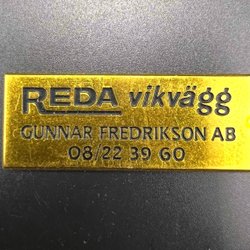 REDA vikvägg
GUNNAR FREDRIKSON AB
08/22 39 60